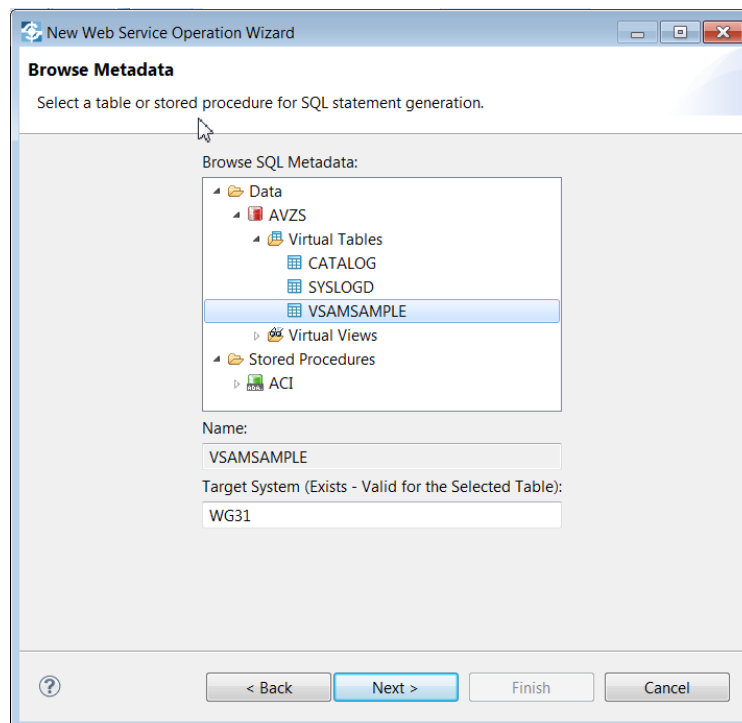 New Web Service Operation Wizard
Browse Metadata
Select a table or stored procedure for SQL statement generation.
Browse SQL Metadata:
Data
AVZS
Virtual Tables
CATALOG
SYSLOGD
VSAMSAMPLE
Virtual Views
Stored Procedures
ACI
Name:
VSAMSAMPLE
Target System (Exists - Valid for the Selected Table):
WG31
? < Back Next > Finish Cancel